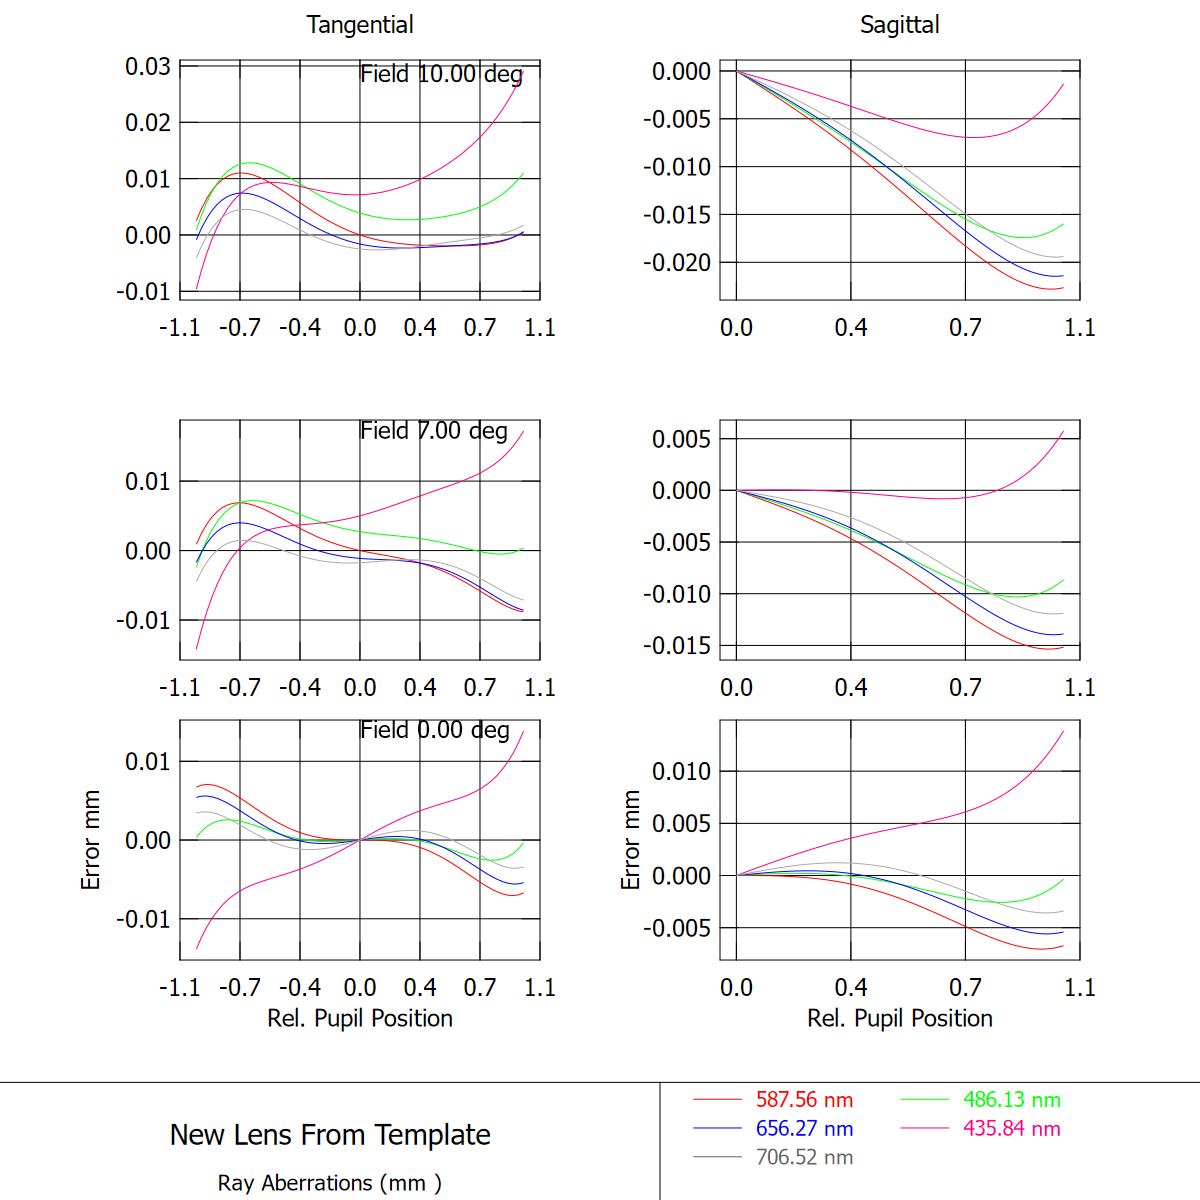 Tangential Sagittal
0.03 Field 10.00 deg 0.000
0.02 -0.005
0.01 -0.010
0.00 -0.015
-0.01 -0.020
-1.1 -0.7 -0.4 0.0 0.4 0.7 1.1 0.0 0.4 0.7 1.1
Field 7.00 deg 0.005
0.01 0.000
0.00 -0.005
-0.01 -0.010
-0.015
-1.1 -0.7 -0.4 0.0 0.4 0.7 1.1 0.0 0.4 0.7 1.1
Field 0.00 deg
0.01 0.010
0.00 0.005
-0.01 0.000
-0.005
Error mm Error mm
-1.1 -0.7 -0.4 0.0 0.4 0.7 1.1 0.0 0.4 0.7 1.1
Rel. Pupil Position Rel. Pupil Position
New Lens From Template
Ray Aberrations (mm )
587.56 nm 486.13 nm
656.27 nm 435.84 nm
706.52 nm